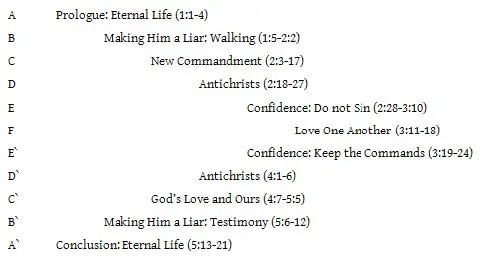 A Prologue: Eternal Life (1:1-4)
B Making Him a Liar: Walking (1:5-2:2)
C New Commandment (2:3-17)
D Antichrists (2:18-27)
E Confidence: Do not Sin (2:28-3:10)
F Love One Another (3:11-18)
E` Confidence: Keep the Commands (3:19-24)
D` Antichrists (4:1-6)
C` God's Love and Ours (4:7-5:5)
B` Making Him a Liar: Testimony (5:6-12)
A` Conclusion: Eternal Life (5:13-21)